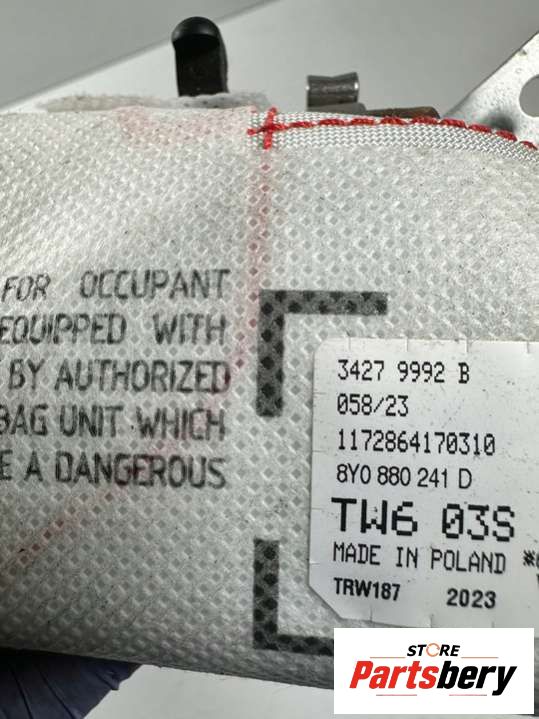 FOR OCCUPANT
EQUIPPED WITH
BY AUTHORIZED
BAG UNIT WHICH
A DANGEROUS
3427 9992 B
058/23
1172864170310
8Y0 880 241 D
TW6 03S
MADE IN POLAND
TRW187 2023
STORE
Partsbery